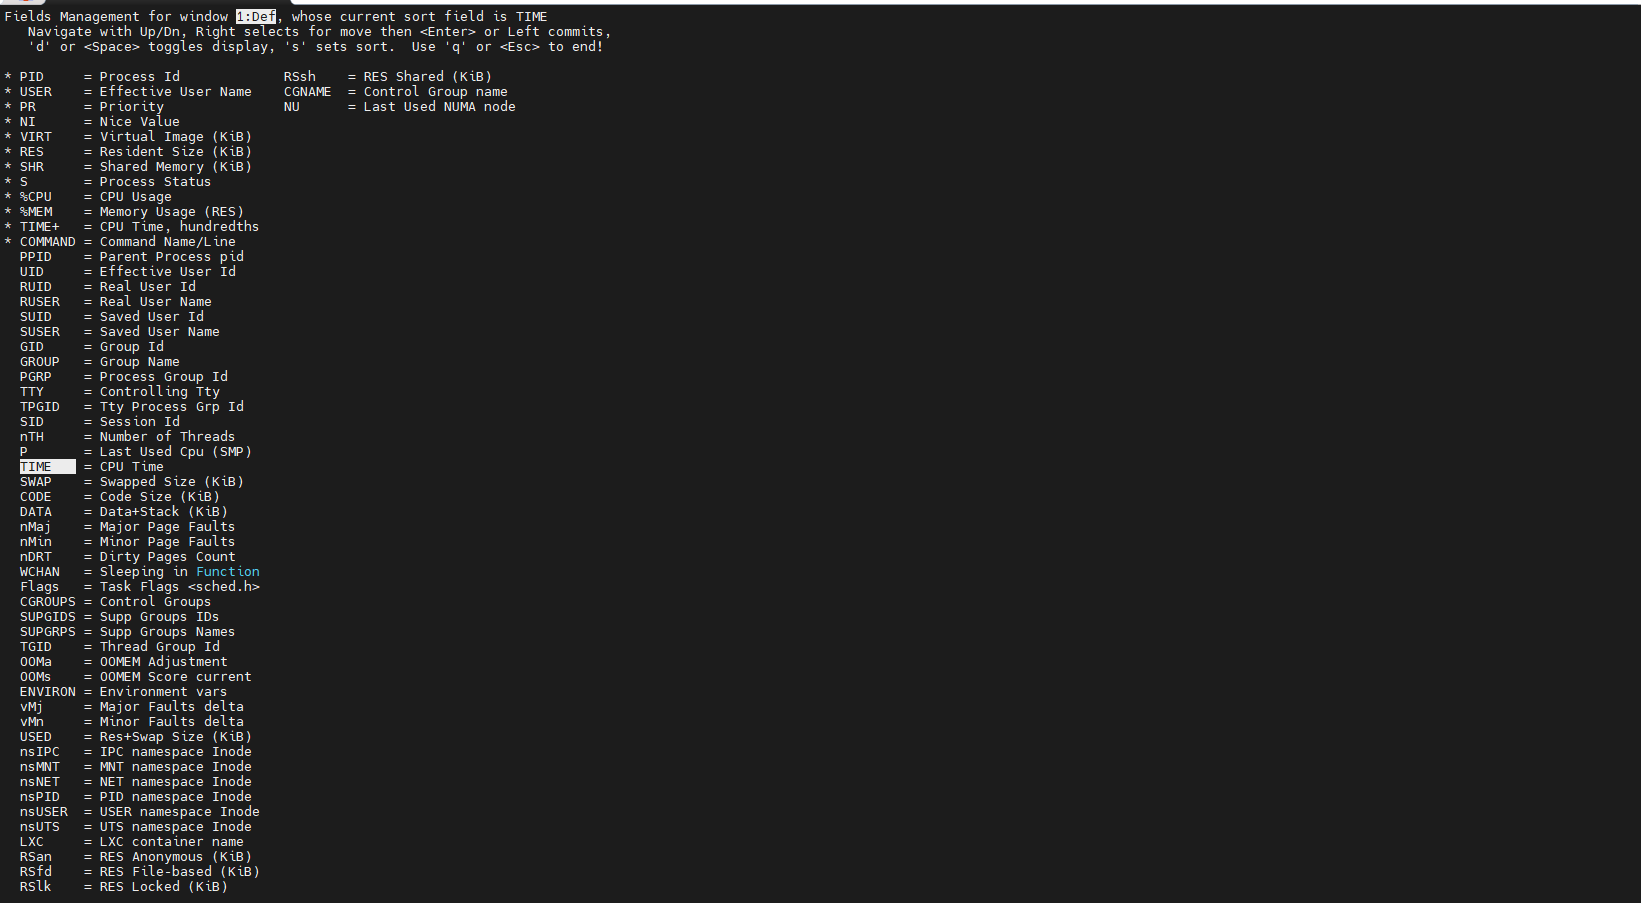 Fields Management for window 1:Def, whose current sort field is TIME
   Navigate with Up/Dn, Right selects for move then <Enter> or Left commits,
   'd' or <Space> toggles display, 's' sets sort.  Use 'q' or <Esc> to end!

* PID     = Process Id             RSsh    = RES Shared (KiB)
* USER    = Effective User Name    CGNAME  = Control Group name
* PR      = Priority               NU      = Last Used NUMA node
* NI      = Nice Value
* VIRT    = Virtual Image (KiB)
* RES     = Resident Size (KiB)
* SHR     = Shared Memory (KiB)
* S       = Process Status
* %CPU    = CPU Usage
* %MEM    = Memory Usage (RES)
* TIME+   = CPU Time, hundredths
* COMMAND = Command Name/Line
  PPID    = Parent Process pid
  UID     = Effective User Id
  RUID    = Real User Id
  RUSER   = Real User Name
  SUID    = Saved User Id
  SUSER   = Saved User Name
  GID     = Group Id
  GROUP   = Group Name
  PGRP    = Process Group Id
  TTY     = Controlling Tty
  TPGID   = Tty Process Grp Id
  SID     = Session Id
  nTH     = Number of Threads
  P       = Last Used Cpu (SMP)
  TIME    = CPU Time
  SWAP    = Swapped Size (KiB)
  CODE    = Code Size (KiB)
  DATA    = Data+Stack (KiB)
  nMaj    = Major Page Faults
  nMin    = Minor Page Faults
  nDRT    = Dirty Pages Count
  WCHAN   = Sleeping in Function
  Flags   = Task Flags <sched.h>
  CGROUPS = Control Groups
  SUPGIDS = Supp Groups IDs
  SUPGRPS = Supp Groups Names
  TGID    = Thread Group Id
  OOMa    = OOMEM Adjustment
  OOMs    = OOMEM Score current
  ENVIRON = Environment vars
  vMj     = Major Faults delta
  vMn     = Minor Faults delta
  USED    = Res+Swap Size (KiB)
  nsIPC   = IPC namespace Inode
  nsMNT   = MNT namespace Inode
  nsNET   = NET namespace Inode
  nsPID   = PID namespace Inode
  nsUSER  = USER namespace Inode
  nsUTS   = UTS namespace Inode
  LXC     = LXC container name
  RSan    = RES Anonymous (KiB)
  RSfd    = RES File-based (KiB)
  RSlk    = RES Locked (KiB)